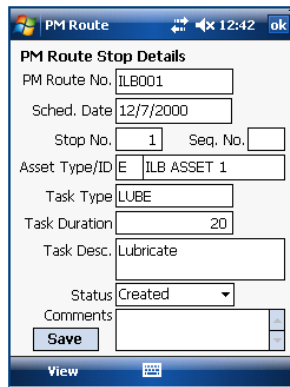 PM Route 12:42 ok
PM Route Stop Details
PM Route No. ILB001
Sched. Date 12/7/2000
Stop No. 1 Seq. No.
Asset Type/ID E ILB ASSET 1
Task Type LUBE
Task Duration 20
Task Desc. Lubricate
Status Created
Comments
Save
View